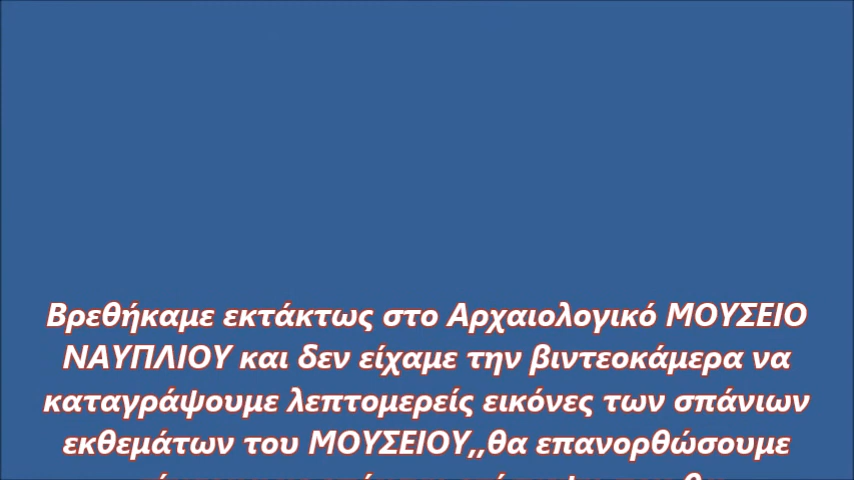 Βρεθήκαμε εκτάκτως στο Αρχαιολογικό ΜΟΥΣΕΙΟ
ΝΑΥΠΛΙΟΥ και δεν είχαμε την βιντεοκάμερα να
καταγράψουμε λεπτομερείς εικόνες των σπάνιων
εκθεμάτων του ΜΟΥΣΕΙΟΥ,,θα επανορθώσουμε